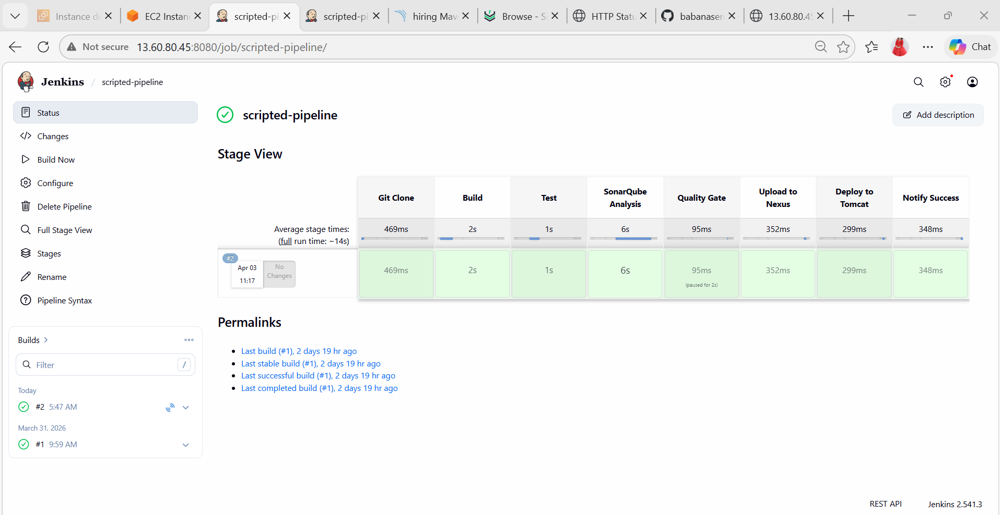 Instance de
EC2 Instan
scripted-pi
scripted-pi
hiring Mav
Browse - S
HTTP Statu
babanaser
13.60.80.45
Not secure
13.60.80.45:8080/job/scripted-pipeline/
Chat
Jenkins / scripted-pipeline
Status
Changes
Build Now
Configure
Delete Pipeline
Full Stage View
Stages
Rename
Pipeline Syntax
Builds
Filter
/
Today
#2 5:47 AM
March 31, 2026
#1 9:59 AM
scripted-pipeline
Add description
Stage View
Git Clone
Build
Test
SonarQube
Analysis
Quality Gate
Upload to
Nexus
Deploy to
Tomcat
Notify Success
Average stage times:
(full run time: ~14s)
469ms
2s
1s
6s
95ms
352ms
299ms
348ms
#2
Apr 03
11:17
No
Changes
469ms
2s
1s
6s
95ms
(paused for 2s)
352ms
299ms
348ms
Permalinks
Last build (#1), 2 days 19 hr ago
Last stable build (#1), 2 days 19 hr ago
Last successful build (#1), 2 days 19 hr ago
Last completed build (#1), 2 days 19 hr ago
REST API
Jenkins 2.541.3